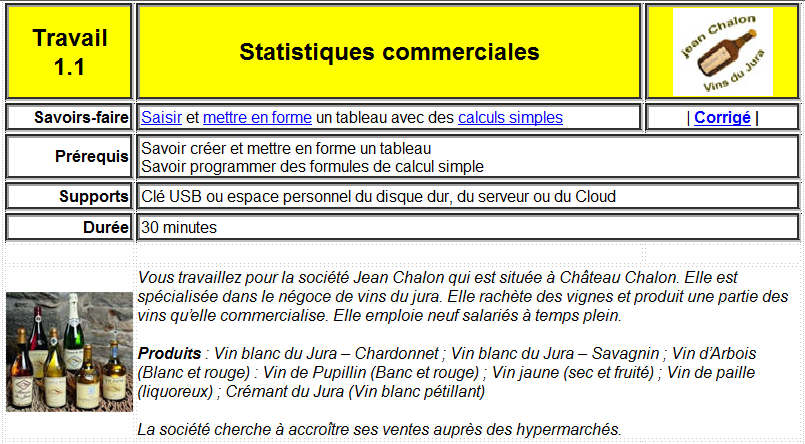 Travail
1.1
Statistiques commerciales
jean Chalon
Vins du Jura
Savoirs-faire
Saisir et mettre en forme un tableau avec des calculs simples
| Corrigé |
Prérequis
Savoir créer et mettre en forme un tableau
Savoir programmer des formules de calcul simple
Supports
Clé USB ou espace personnel du disque dur, du serveur ou du Cloud
Durée
30 minutes
Vous travaillez pour la société Jean Chalon qui est située à Château Chalon. Elle est
spécialisée dans le négoce de vins du jura. Elle rachète des vignes et produit une partie des
vins qu'elle commercialise. Elle emploie neuf salariés à temps plein.
Produits : Vin blanc du Jura – Chardonnet ; Vin blanc du Jura – Savagnin ; Vin d'Arbois
(Blanc et rouge) : Vin de Pupillin (Banc et rouge) ; Vin jaune (sec et fruité) ; Vin de paille
(liquoreux) ; Crémant du Jura (Vin blanc pétillant)
La société cherche à accroître ses ventes auprès des hypermarchés.